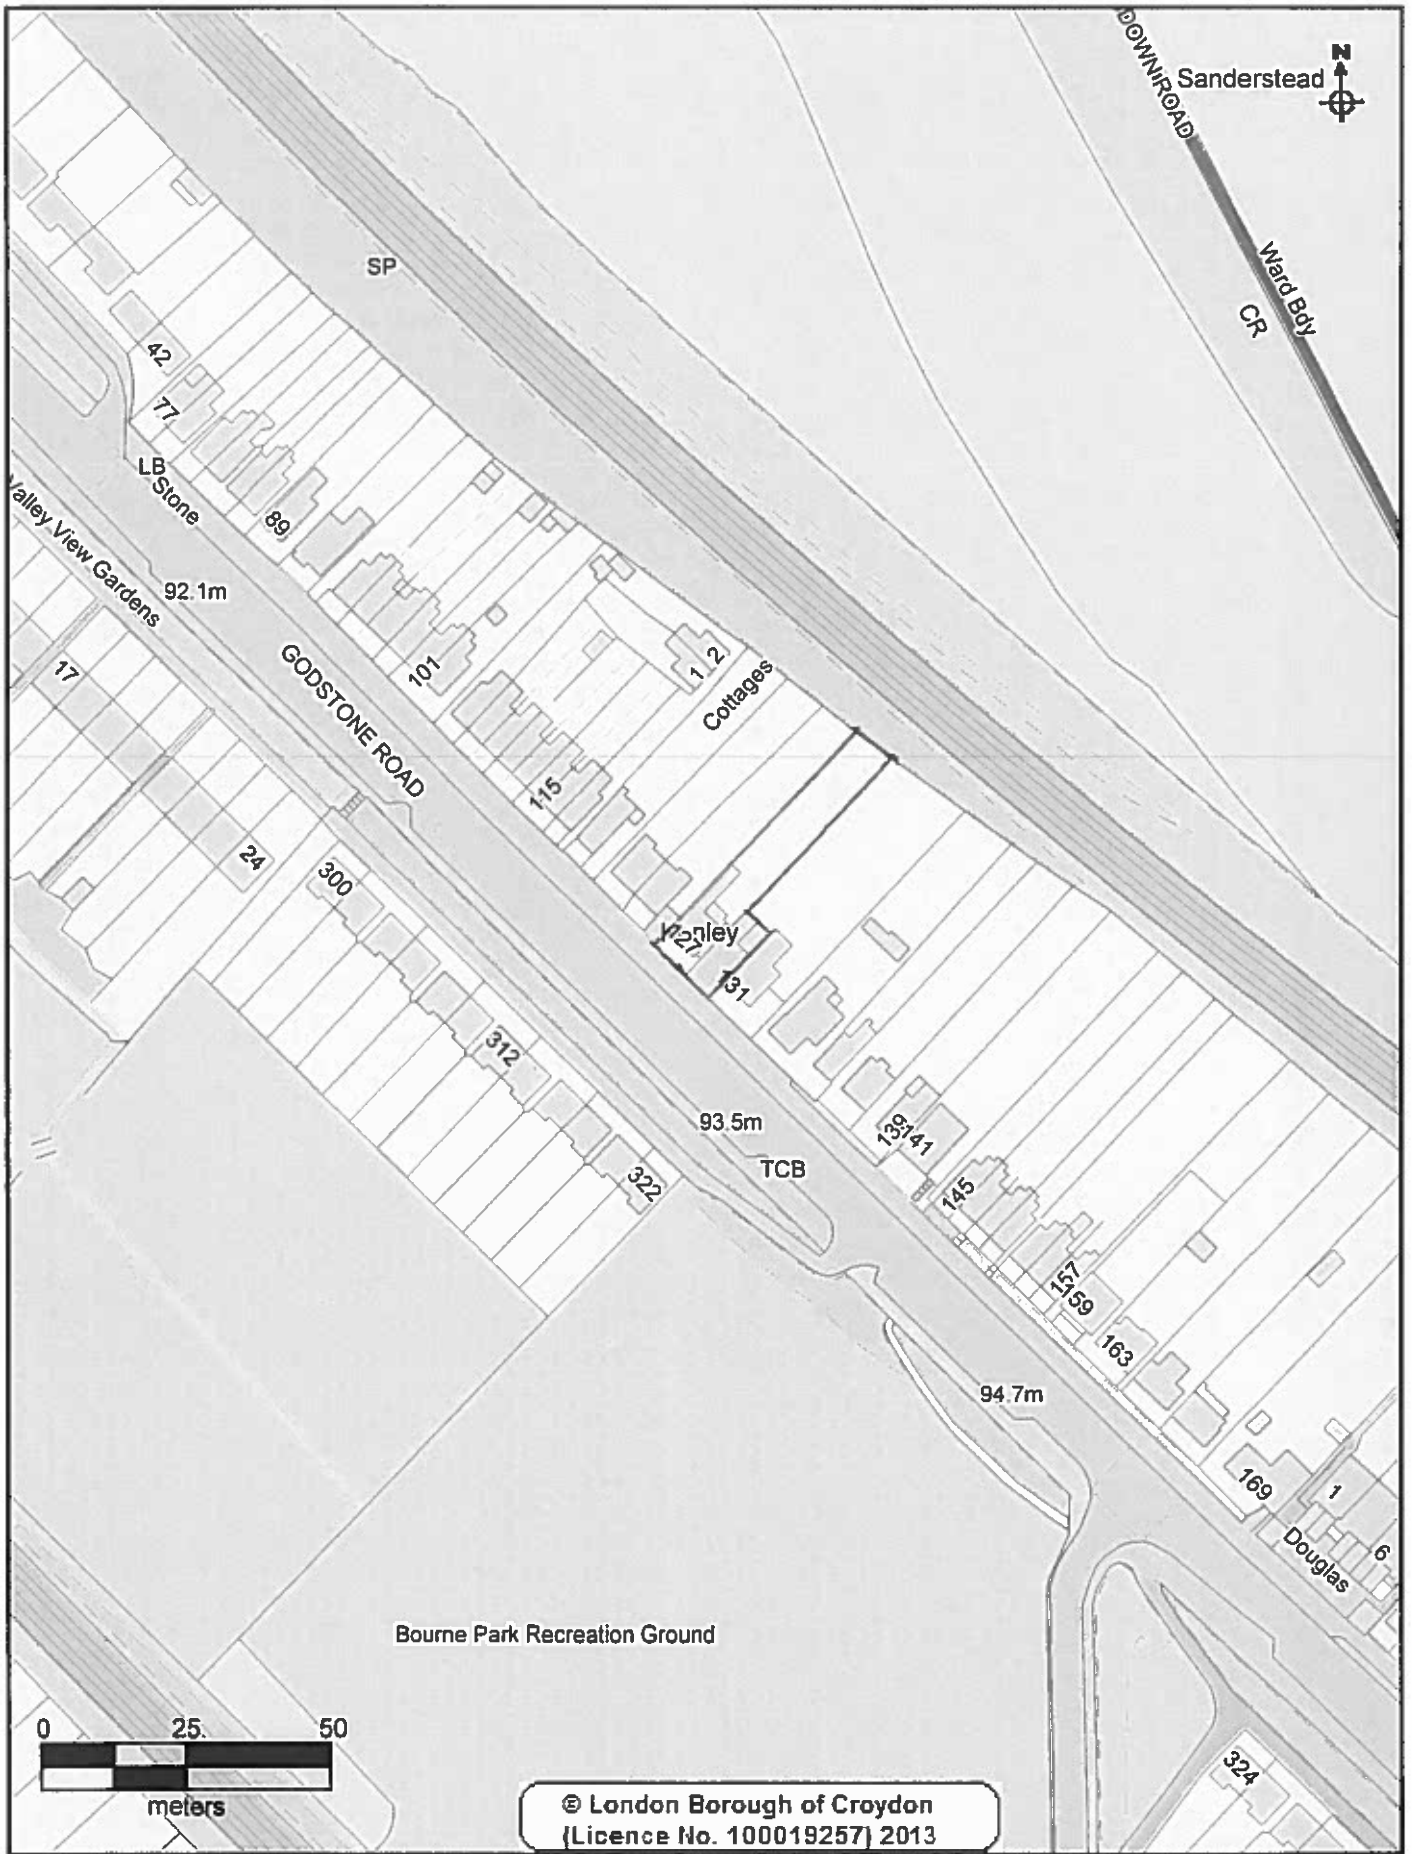 DOWN ROAD
N
Sanderstead
Ward Bdy
CR
SP
42
77
LB
Stone
89
Valley View Gardens
92.1m
17
GODSTONE ROAD
101
1 2
Cottages
115
24
300
127
131
312
93.5m
TCB
322
139
141
145
157
159
163
94.7m
169
1
6
Douglas
Bourne Park Recreation Ground
0 25 50
meters
324
© London Borough of Croydon
(Licence No. 100019257) 2013